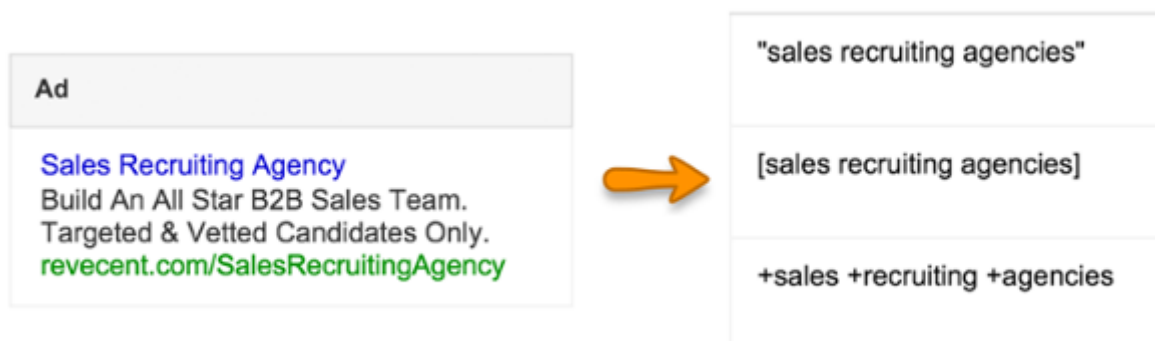 Ad
Sales Recruiting Agency
Build An All Star B2B Sales Team.
Targeted & Vetted Candidates Only.
revecent.com/SalesRecruitingAgency
"sales recruiting agencies"
[sales recruiting agencies]
+sales +recruiting +agencies